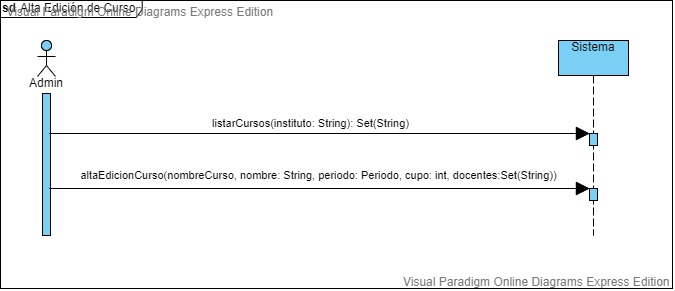 sd Alta Edición de Curso
Visual Paradigm Online Diagrams Express Edition
Sistema
Admin
listarCursos(instituto: String): Set(String)
altaEdicionCurso(nombreCurso, nombre: String, periodo: Periodo, cupo: int, docentes:Set(String))
Visual Paradigm Online Diagrams Express Edition